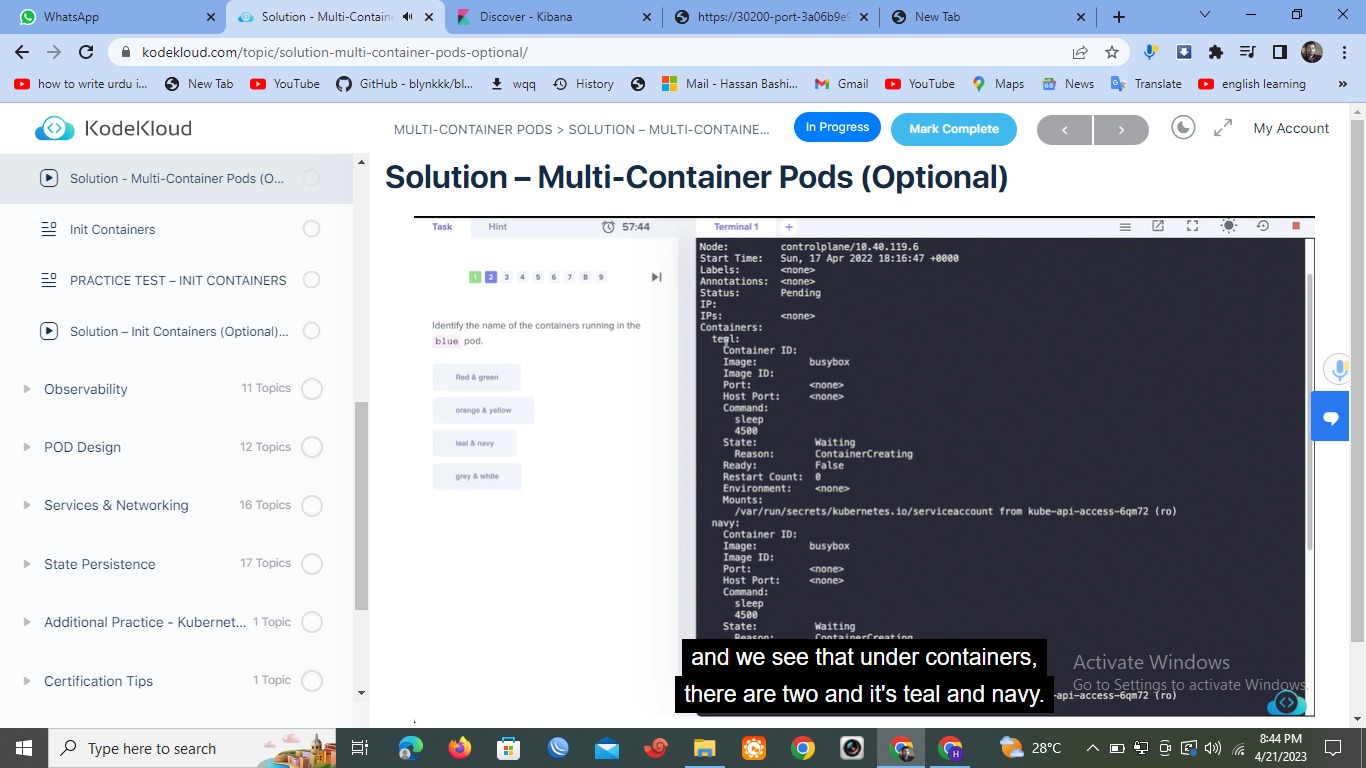 WhatsApp
Solution - Multi-Containe
Discover - Kibana
https://30200-port-3a06b9e9
New Tab
kodekloud.com/topic/solution-multi-container-pods-optional/
how to write urdu i...
New Tab
YouTube
GitHub - blynkkk/bl...
wqq
History
Mail - Hassan Bashi...
Gmail
YouTube
Maps
News
Translate
english learning
»
KodeKloud
MULTI-CONTAINER PODS > SOLUTION – MULTI-CONTAINE...
In Progress
Mark Complete
My Account
Solution - Multi-Container Pods (O...
Init Containers
PRACTICE TEST – INIT CONTAINERS
Solution – Init Containers (Optional)...
Observability 11 Topics
POD Design 12 Topics
Services & Networking 16 Topics
State Persistence 17 Topics
Additional Practice - Kubernet... 1 Topic
Certification Tips 1 Topic
Solution – Multi-Container Pods (Optional)
Task
Hint
57:44
1 2 3 4 5 6 7 8 9
Identify the name of the containers running in the
blue pod.
Red & green
orange & yellow
teal & navy
grey & white
Terminal 1
+
Node: controlplane/10.40.119.6
Start Time: Sun, 17 Apr 2022 18:16:47 +0000
Labels: <none>
Annotations: <none>
Status: Pending
IP:
IPs: <none>
Containers:
teal:
Container ID:
Image: busybox
Image ID:
Port: <none>
Host Port: <none>
Command:
sleep
4500
State: Waiting
Reason: ContainerCreating
Ready: False
Restart Count: 0
Environment: <none>
Mounts:
/var/run/secrets/kubernetes.io/serviceaccount from kube-api-access-6qm72 (ro)
navy:
Container ID:
Image: busybox
Image ID:
Port: <none>
Host Port: <none>
Command:
sleep
4500
State: Waiting
Reason: ContainerCreating
-api-access-6qm72 (ro)
and we see that under containers,
there are two and it's teal and navy.
Activate Windows
Go to Settings to activate Windows.
Type here to search
28°C
8:44 PM
4/21/2023